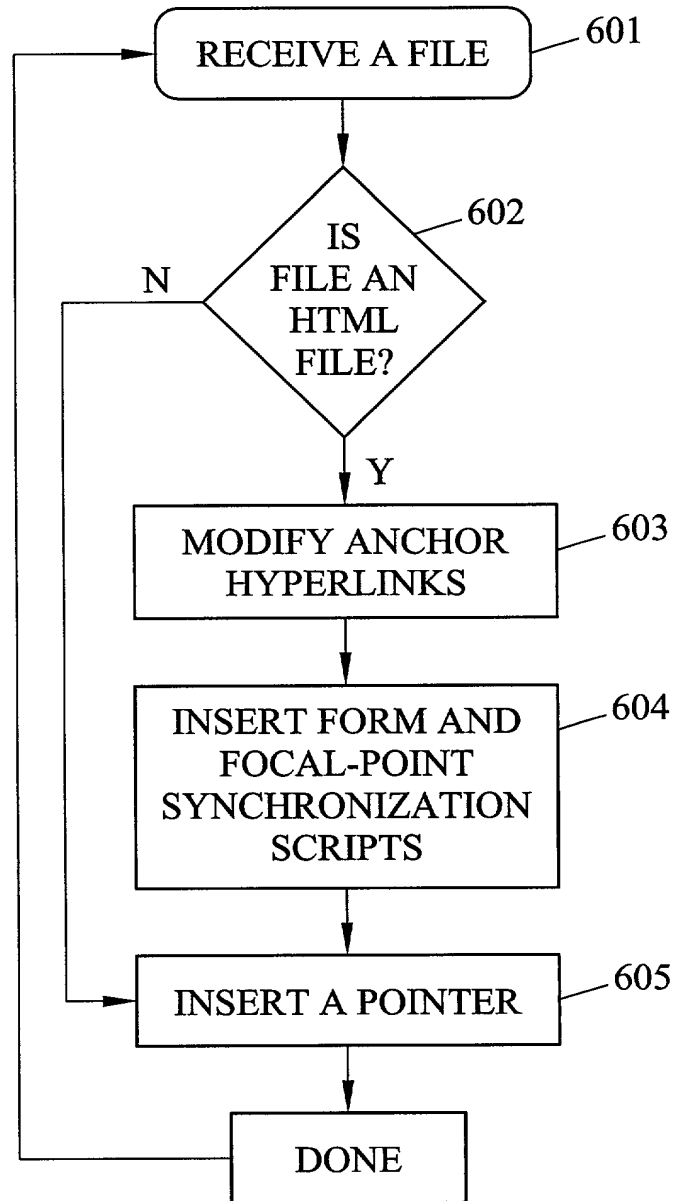 RECEIVE A FILE
601
602
IS
FILE AN
HTML
FILE?
N
Y
MODIFY ANCHOR
HYPERLINKS
603
INSERT FORM AND
FOCAL-POINT
SYNCHRONIZATION
SCRIPTS
604
INSERT A POINTER
605
DONE